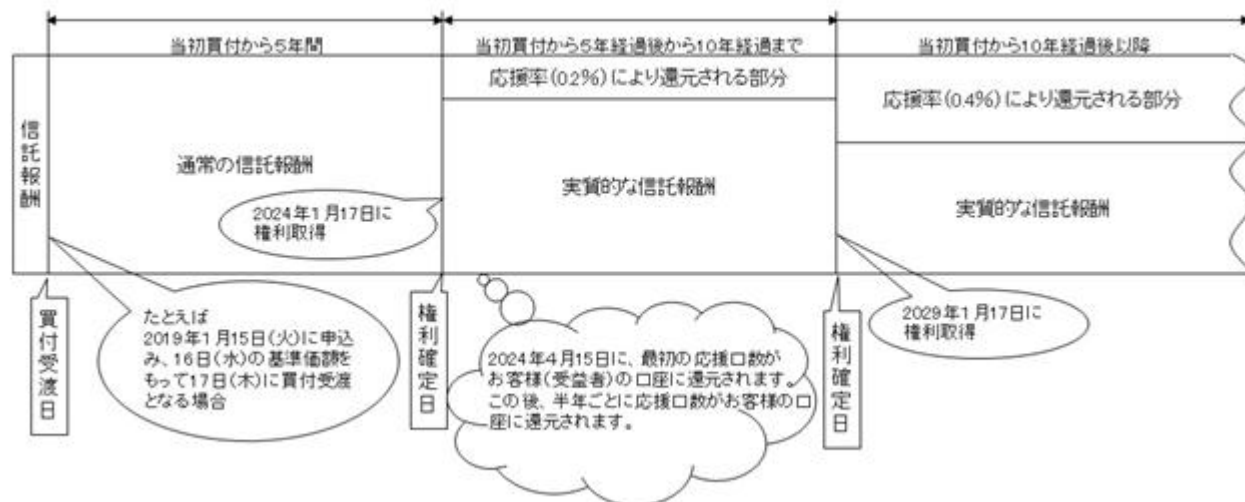 当初買付から5年間
当初買付から5年経過後から10年経過まで
当初買付から10年経過後以降
信託報酬
通常の信託報酬
応援率(0.2%)により還元される部分
実質的な信託報酬
応援率(0.4%)により還元される部分
実質的な信託報酬
2024年1月17日に
権利取得
買付受渡日
たとえば
2019年1月15日(火)に申込
み、16日(水)の基準価額を
もって17日(木)に買付受渡
となる場合
権利確定日
2024年4月15日に、最初の応援口数が
お客様(受益者)の口座に還元されます。
この後、半年ごとに応援口数がお客様の口
座に還元されます。
権利確定日
2029年1月17日に
権利取得